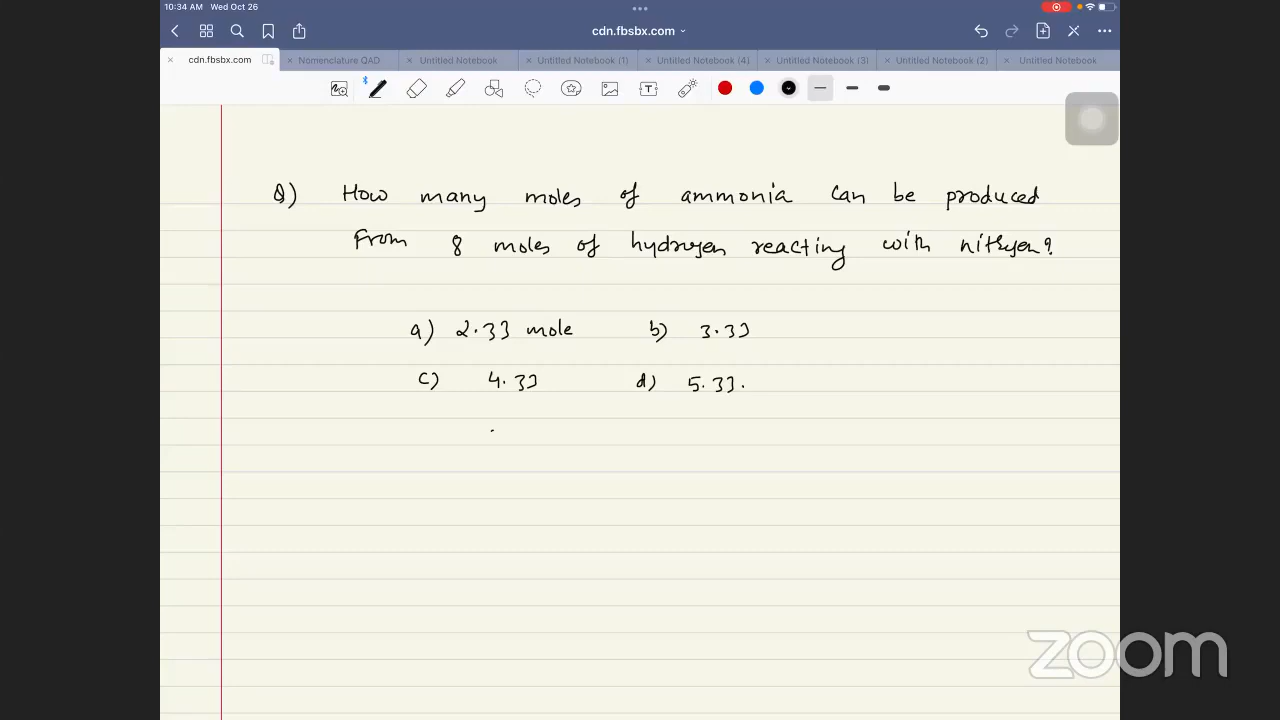 10:34 AM Wed Oct 26
cdn.fbsbx.com
cdn.fbsbx.com Nomenclature QAD Untitled Notebook Untitled Notebook (1) Untitled Notebook (4) Untitled Notebook (3) Untitled Notebook (2) Untitled Notebook
Q) How many moles of ammonia can be produced
From 8 moles of hydrogen reacting with nitrogen?
a) 2.33 mole b) 3.33
c) 4.33 d) 5.33.
zoom